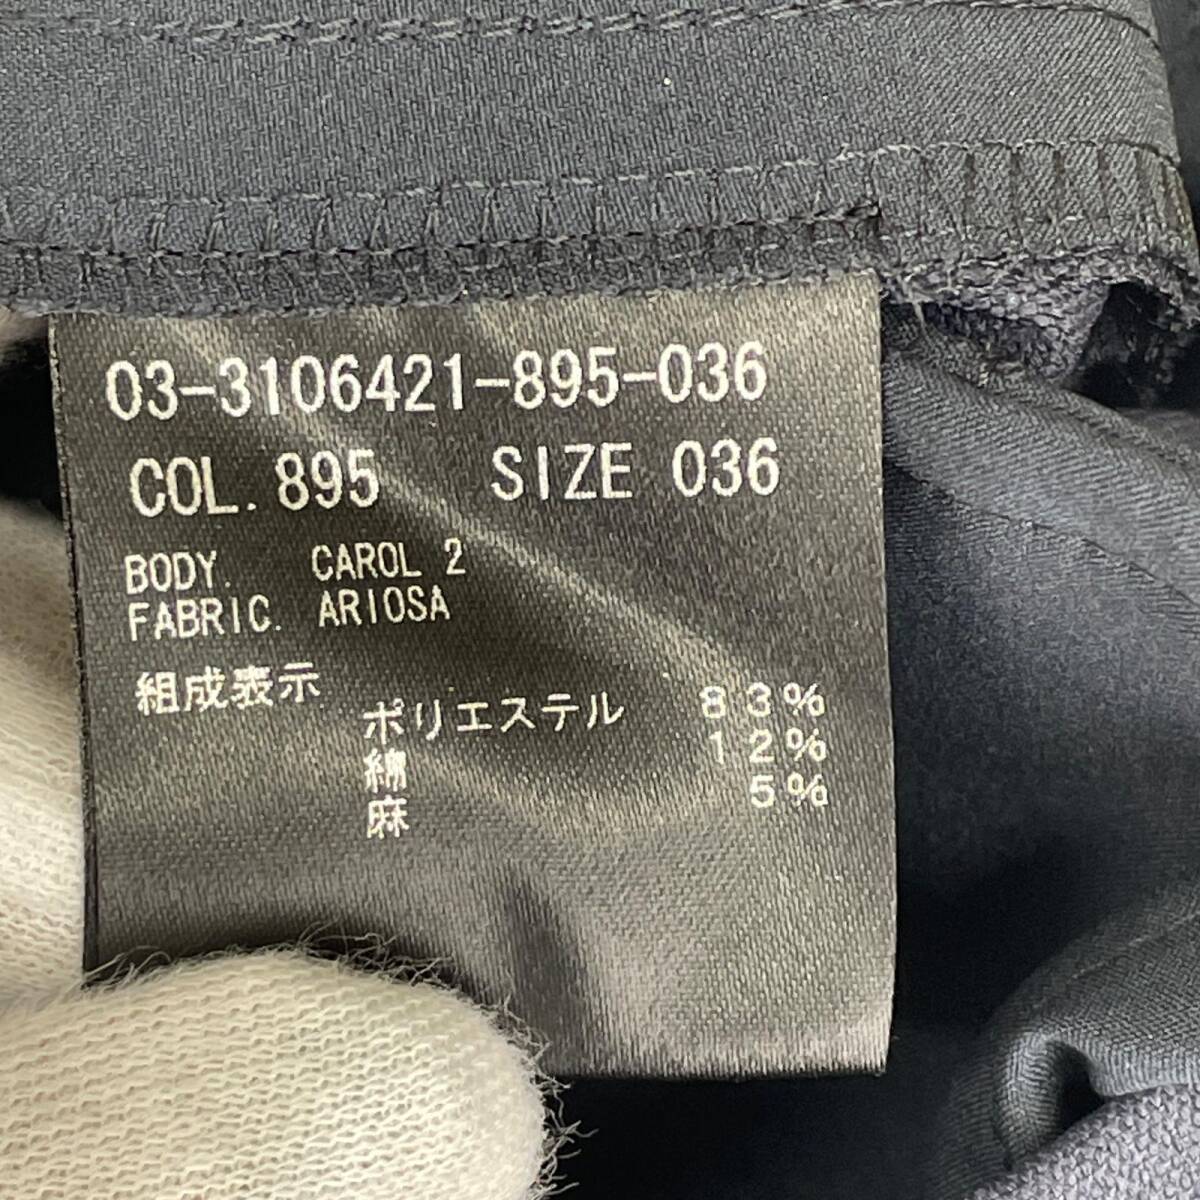 03-3106421-895-036
COL. 895 SIZE 036
BODY. CAROL 2
FABRIC. ARIOSA
組成表示
ポリエステル 83%
綿 12%
麻 5%